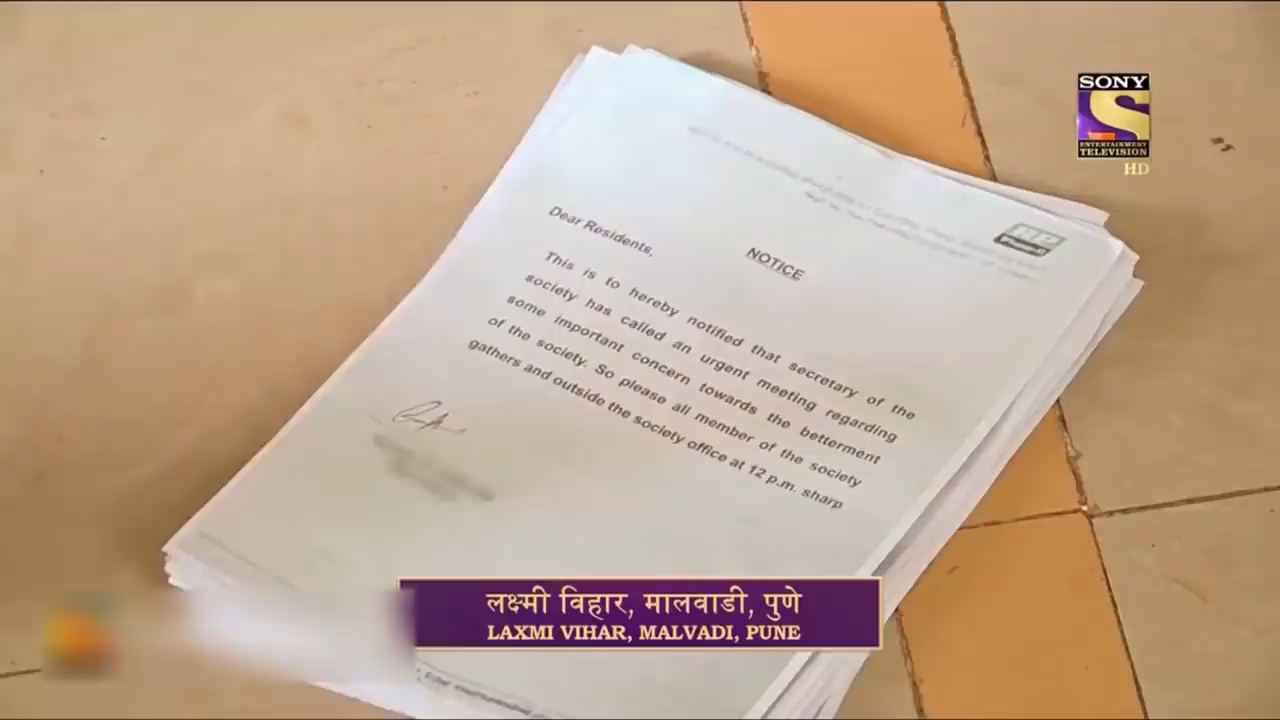 SONY
ENTERTAINMENT
TELEVISION
HD
Dear Residents,
NOTICE
This is to hereby notified that secretary of the
society has called an urgent meeting regarding
some important concern towards the betterment
of the society. So please all member of the society
gathers and outside the society office at 12 p.m. sharp
लक्ष्मी विहार, मालवाडी, पुणे
LAXMI VIHAR, MALVADI, PUNE